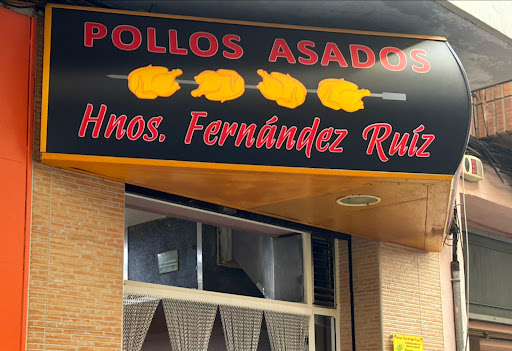 POLLOS ASADOS
Hnos. Fernández Ruíz